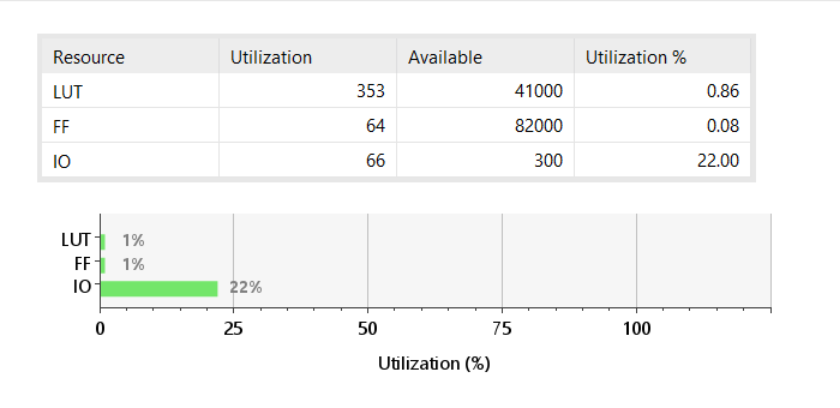 Resource Utilization Available Utilization %
LUT 353 41000 0.86
FF 64 82000 0.08
IO 66 300 22.00
LUT 1%
FF 1%
IO 22%
0 25 50 75 100
Utilization (%)